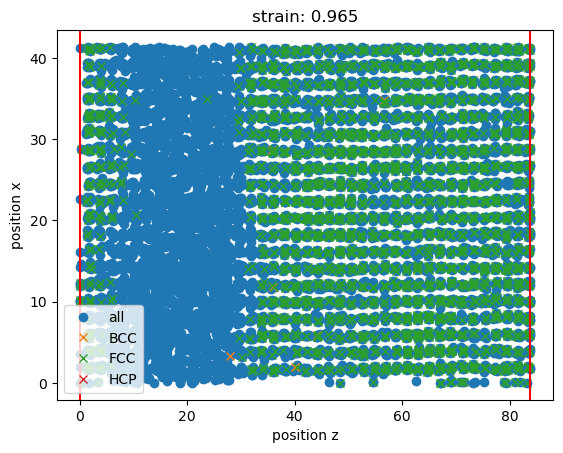 strain: 0.965
position x
40
30
20
10
0
all
BCC
FCC
HCP
0
20
40
60
80
position z